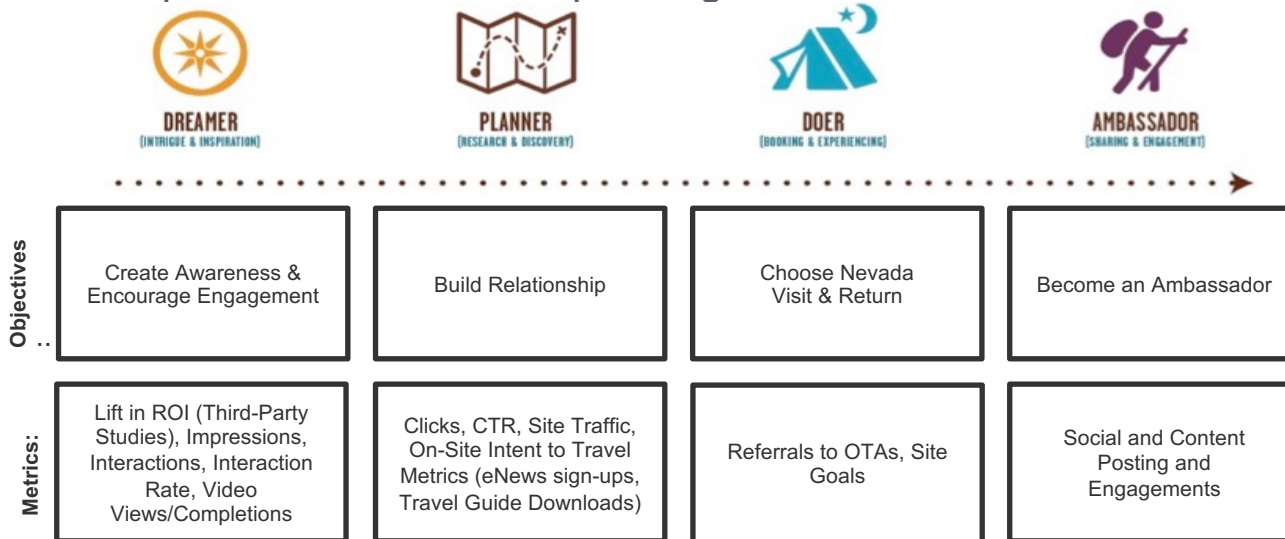 DREAMER
(INTRIGUE & INSPIRATION)
PLANNER
(RESEARCH & DISCOVERY)
DOER
(BOOKING & EXPERIENCING)
AMBASSADOR
(SHARING & ENGAGEMENT)
Objectives
..
Create Awareness &
Encourage Engagement
Build Relationship
Choose Nevada
Visit & Return
Become an Ambassador
Metrics:
Lift in ROI (Third-Party
Studies), Impressions,
Interactions, Interaction
Rate, Video
Views/Completions
Clicks, CTR, Site Traffic,
On-Site Intent to Travel
Metrics (eNews sign-ups,
Travel Guide Downloads)
Referrals to OTAs, Site
Goals
Social and Content
Posting and
Engagements